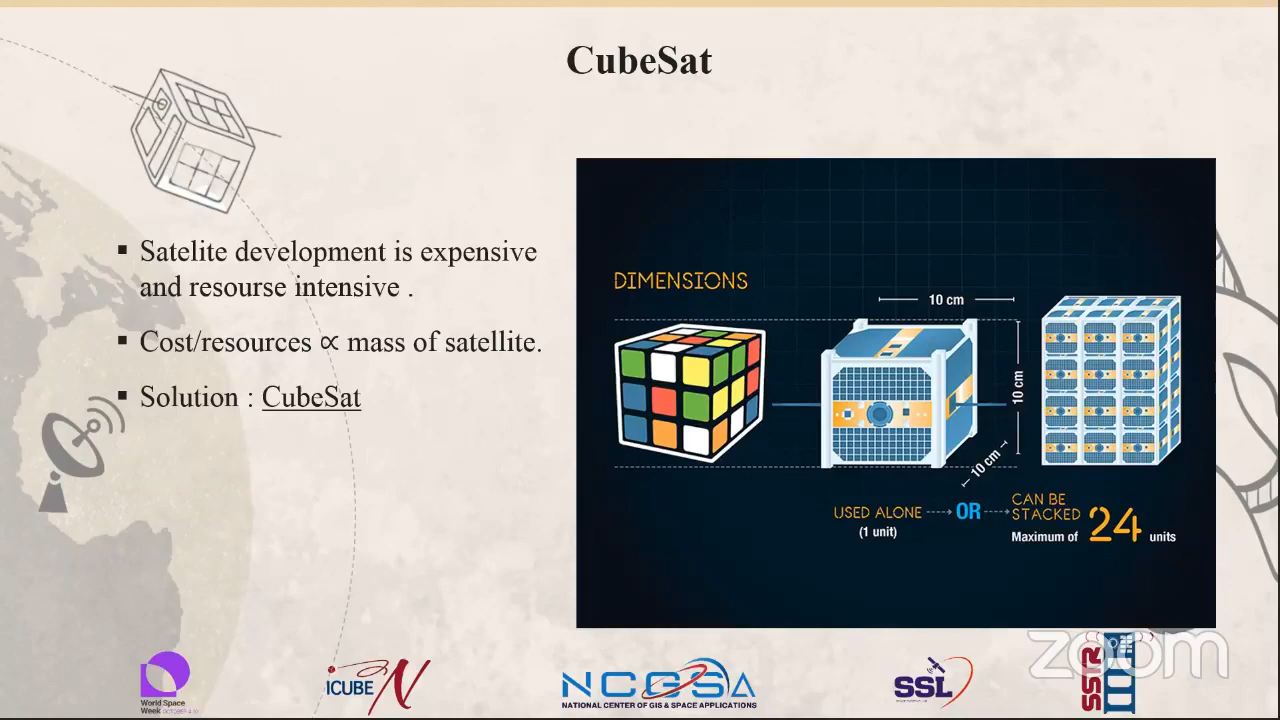 CubeSat
▪ Satelite development is expensive
and resourse intensive .
▪ Cost/resources ∝ mass of satellite.
▪ Solution : CubeSat
DIMENSIONS
10 cm
10 cm
10 cm
USED ALONE
(1 unit)
OR
CAN BE
STACKED
Maximum of 24 units
World Space
Week
ICUBE N
NCGSA
NATIONAL CENTER OF GIS & SPACE APPLICATIONS
SSL
SSR
zoom